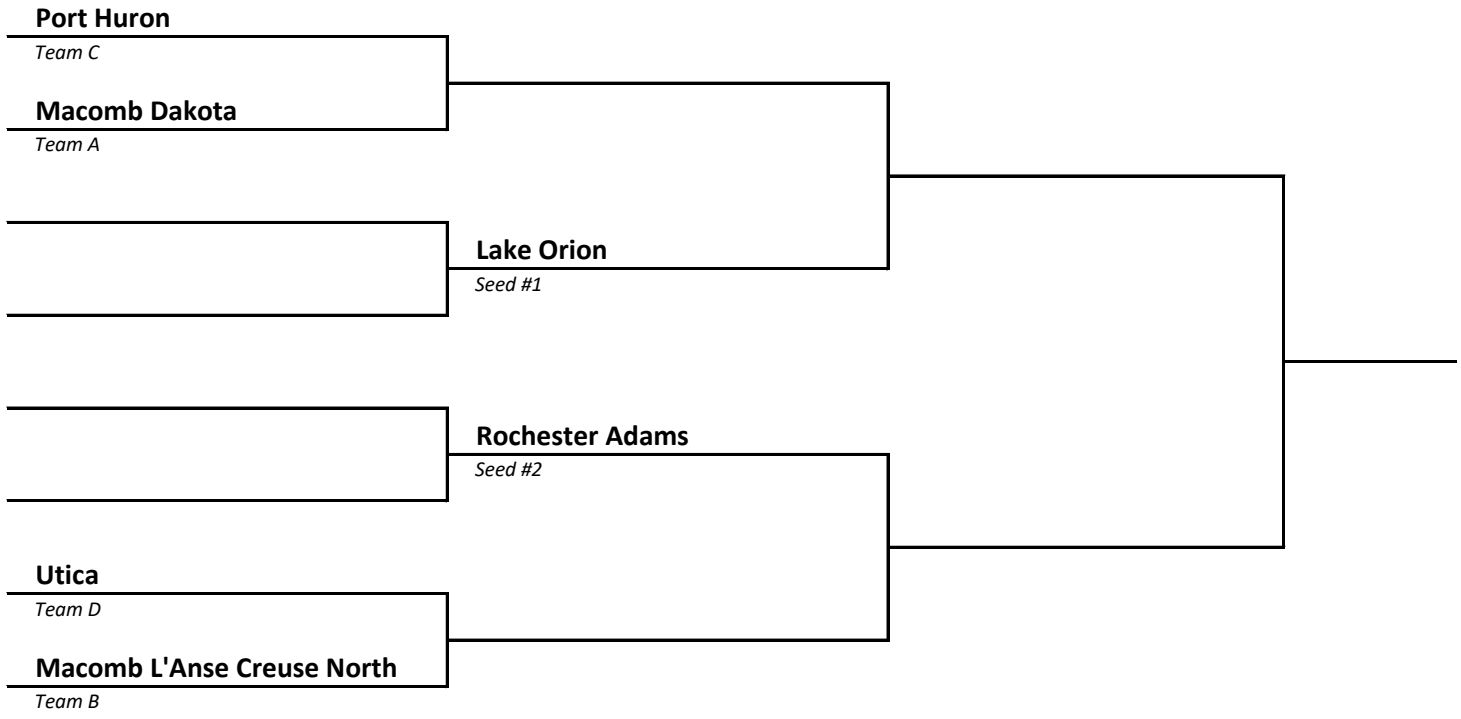 Port Huron
Team C
Macomb Dakota
Team A
Lake Orion
Seed #1
Rochester Adams
Seed #2
Utica
Team D
Macomb L'Anse Creuse North
Team B